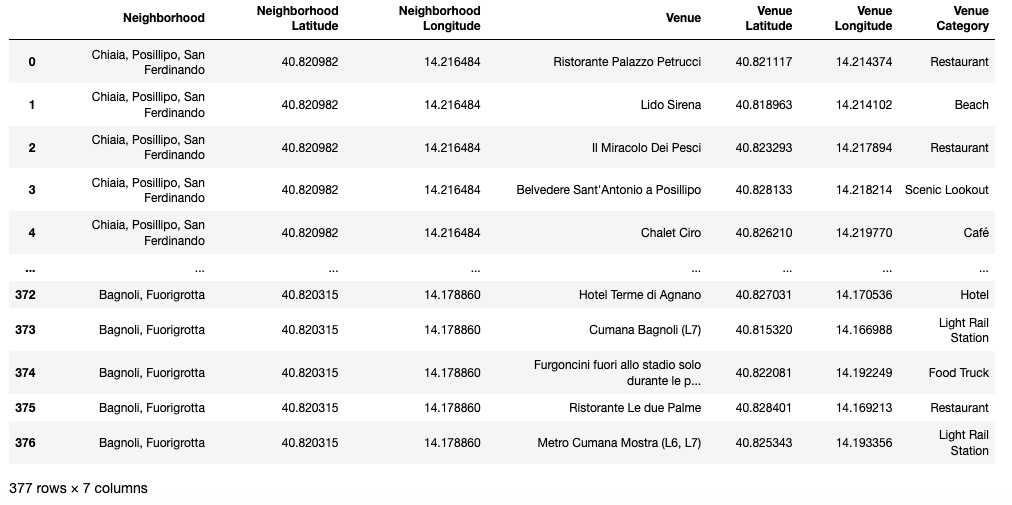 Neighborhood Neighborhood Latitude Neighborhood Longitude Venue Venue Latitude Venue Longitude Venue Category
0 Chiaia, Posillipo, San Ferdinando 40.820982 14.216484 Ristorante Palazzo Petrucci 40.821117 14.214374 Restaurant
1 Chiaia, Posillipo, San Ferdinando 40.820982 14.216484 Lido Sirena 40.818963 14.214102 Beach
2 Chiaia, Posillipo, San Ferdinando 40.820982 14.216484 Il Miracolo Dei Pesci 40.823293 14.217894 Restaurant
3 Chiaia, Posillipo, San Ferdinando 40.820982 14.216484 Belvedere Sant'Antonio a Posillipo 40.828133 14.218214 Scenic Lookout
4 Chiaia, Posillipo, San Ferdinando 40.820982 14.216484 Chalet Ciro 40.826210 14.219770 Café
... ... ... ... ... ... ... ...
372 Bagnoli, Fuorigrotta 40.820315 14.178860 Hotel Terme di Agnano 40.827031 14.170536 Hotel
373 Bagnoli, Fuorigrotta 40.820315 14.178860 Cumana Bagnoli (L7) 40.815320 14.166988 Light Rail Station
374 Bagnoli, Fuorigrotta 40.820315 14.178860 Furgoncini fuori allo stadio solo durante le p... 40.822081 14.192249 Food Truck
375 Bagnoli, Fuorigrotta 40.820315 14.178860 Ristorante Le due Palme 40.828401 14.169213 Restaurant
376 Bagnoli, Fuorigrotta 40.820315 14.178860 Metro Cumana Mostra (L6, L7) 40.825343 14.193356 Light Rail Station
377 rows × 7 columns